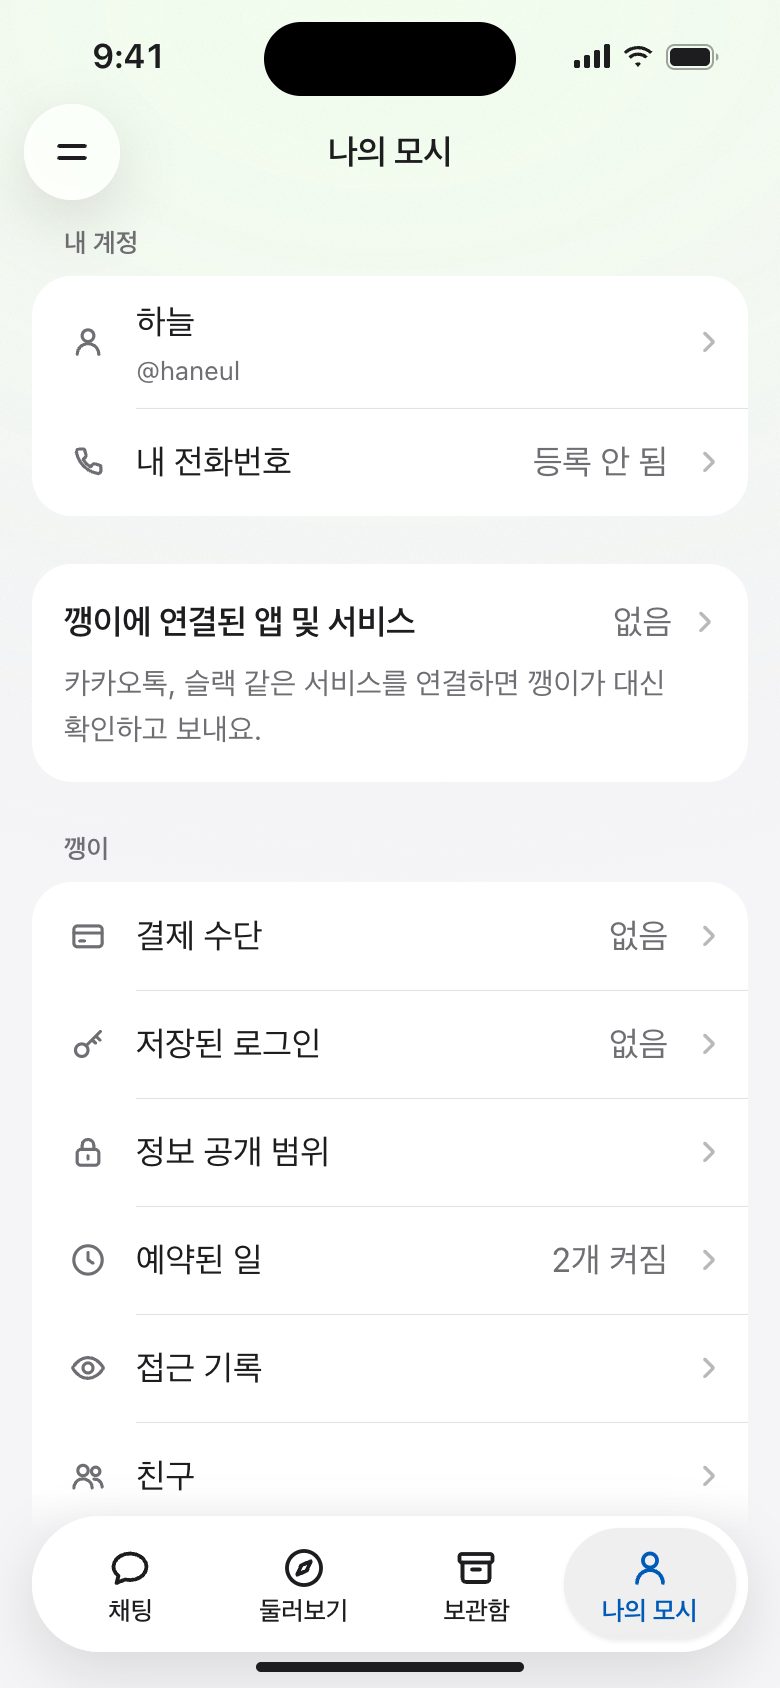 9:41
나의 모시
내 계정
하늘
@haneul
내 전화번호 등록 안 됨
깽이에 연결된 앱 및 서비스 없음
카카오톡, 슬랙 같은 서비스를 연결하면 깽이가 대신
확인하고 보내요.
깽이
결제 수단 없음
저장된 로그인 없음
정보 공개 범위
예약된 일 2개 켜짐
접근 기록
친구
채팅 둘러보기 보관함 나의 모시